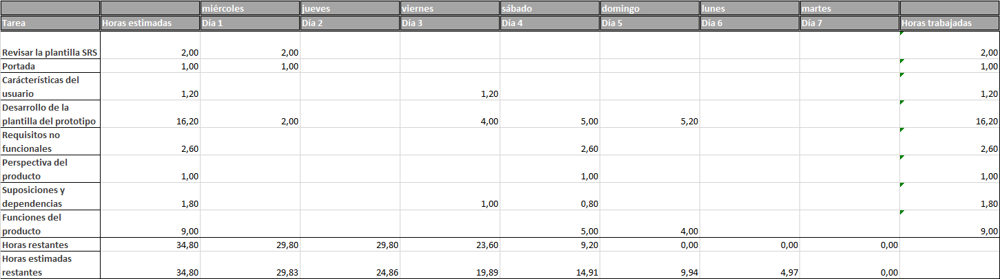 miércoles jueves viernes sábado domingo lunes martes
Tarea Horas estimadas Día 1 Día 2 Día 3 Día 4 Día 5 Día 6 Día 7 Horas trabajadas
Revisar la plantilla SRS 2,00 2,00 2,00
Portada 1,00 1,00 1,00
Carácterísticas del
usuario 1,20 1,20 1,20
Desarrollo de la
plantilla del prototipo 16,20 2,00 4,00 5,00 5,20 16,20
Requisitos no
funcionales 2,60 2,60 2,60
Perspectiva del
producto 1,00 1,00 1,00
Suposiciones y
dependencias 1,80 1,00 0,80 1,80
Funciones del
producto 9,00 5,00 4,00 9,00
Horas restantes 34,80 29,80 29,80 23,60 9,20 0,00 0,00 0,00
Horas estimadas
restantes 34,80 29,83 24,86 19,89 14,91 9,94 4,97 0,00